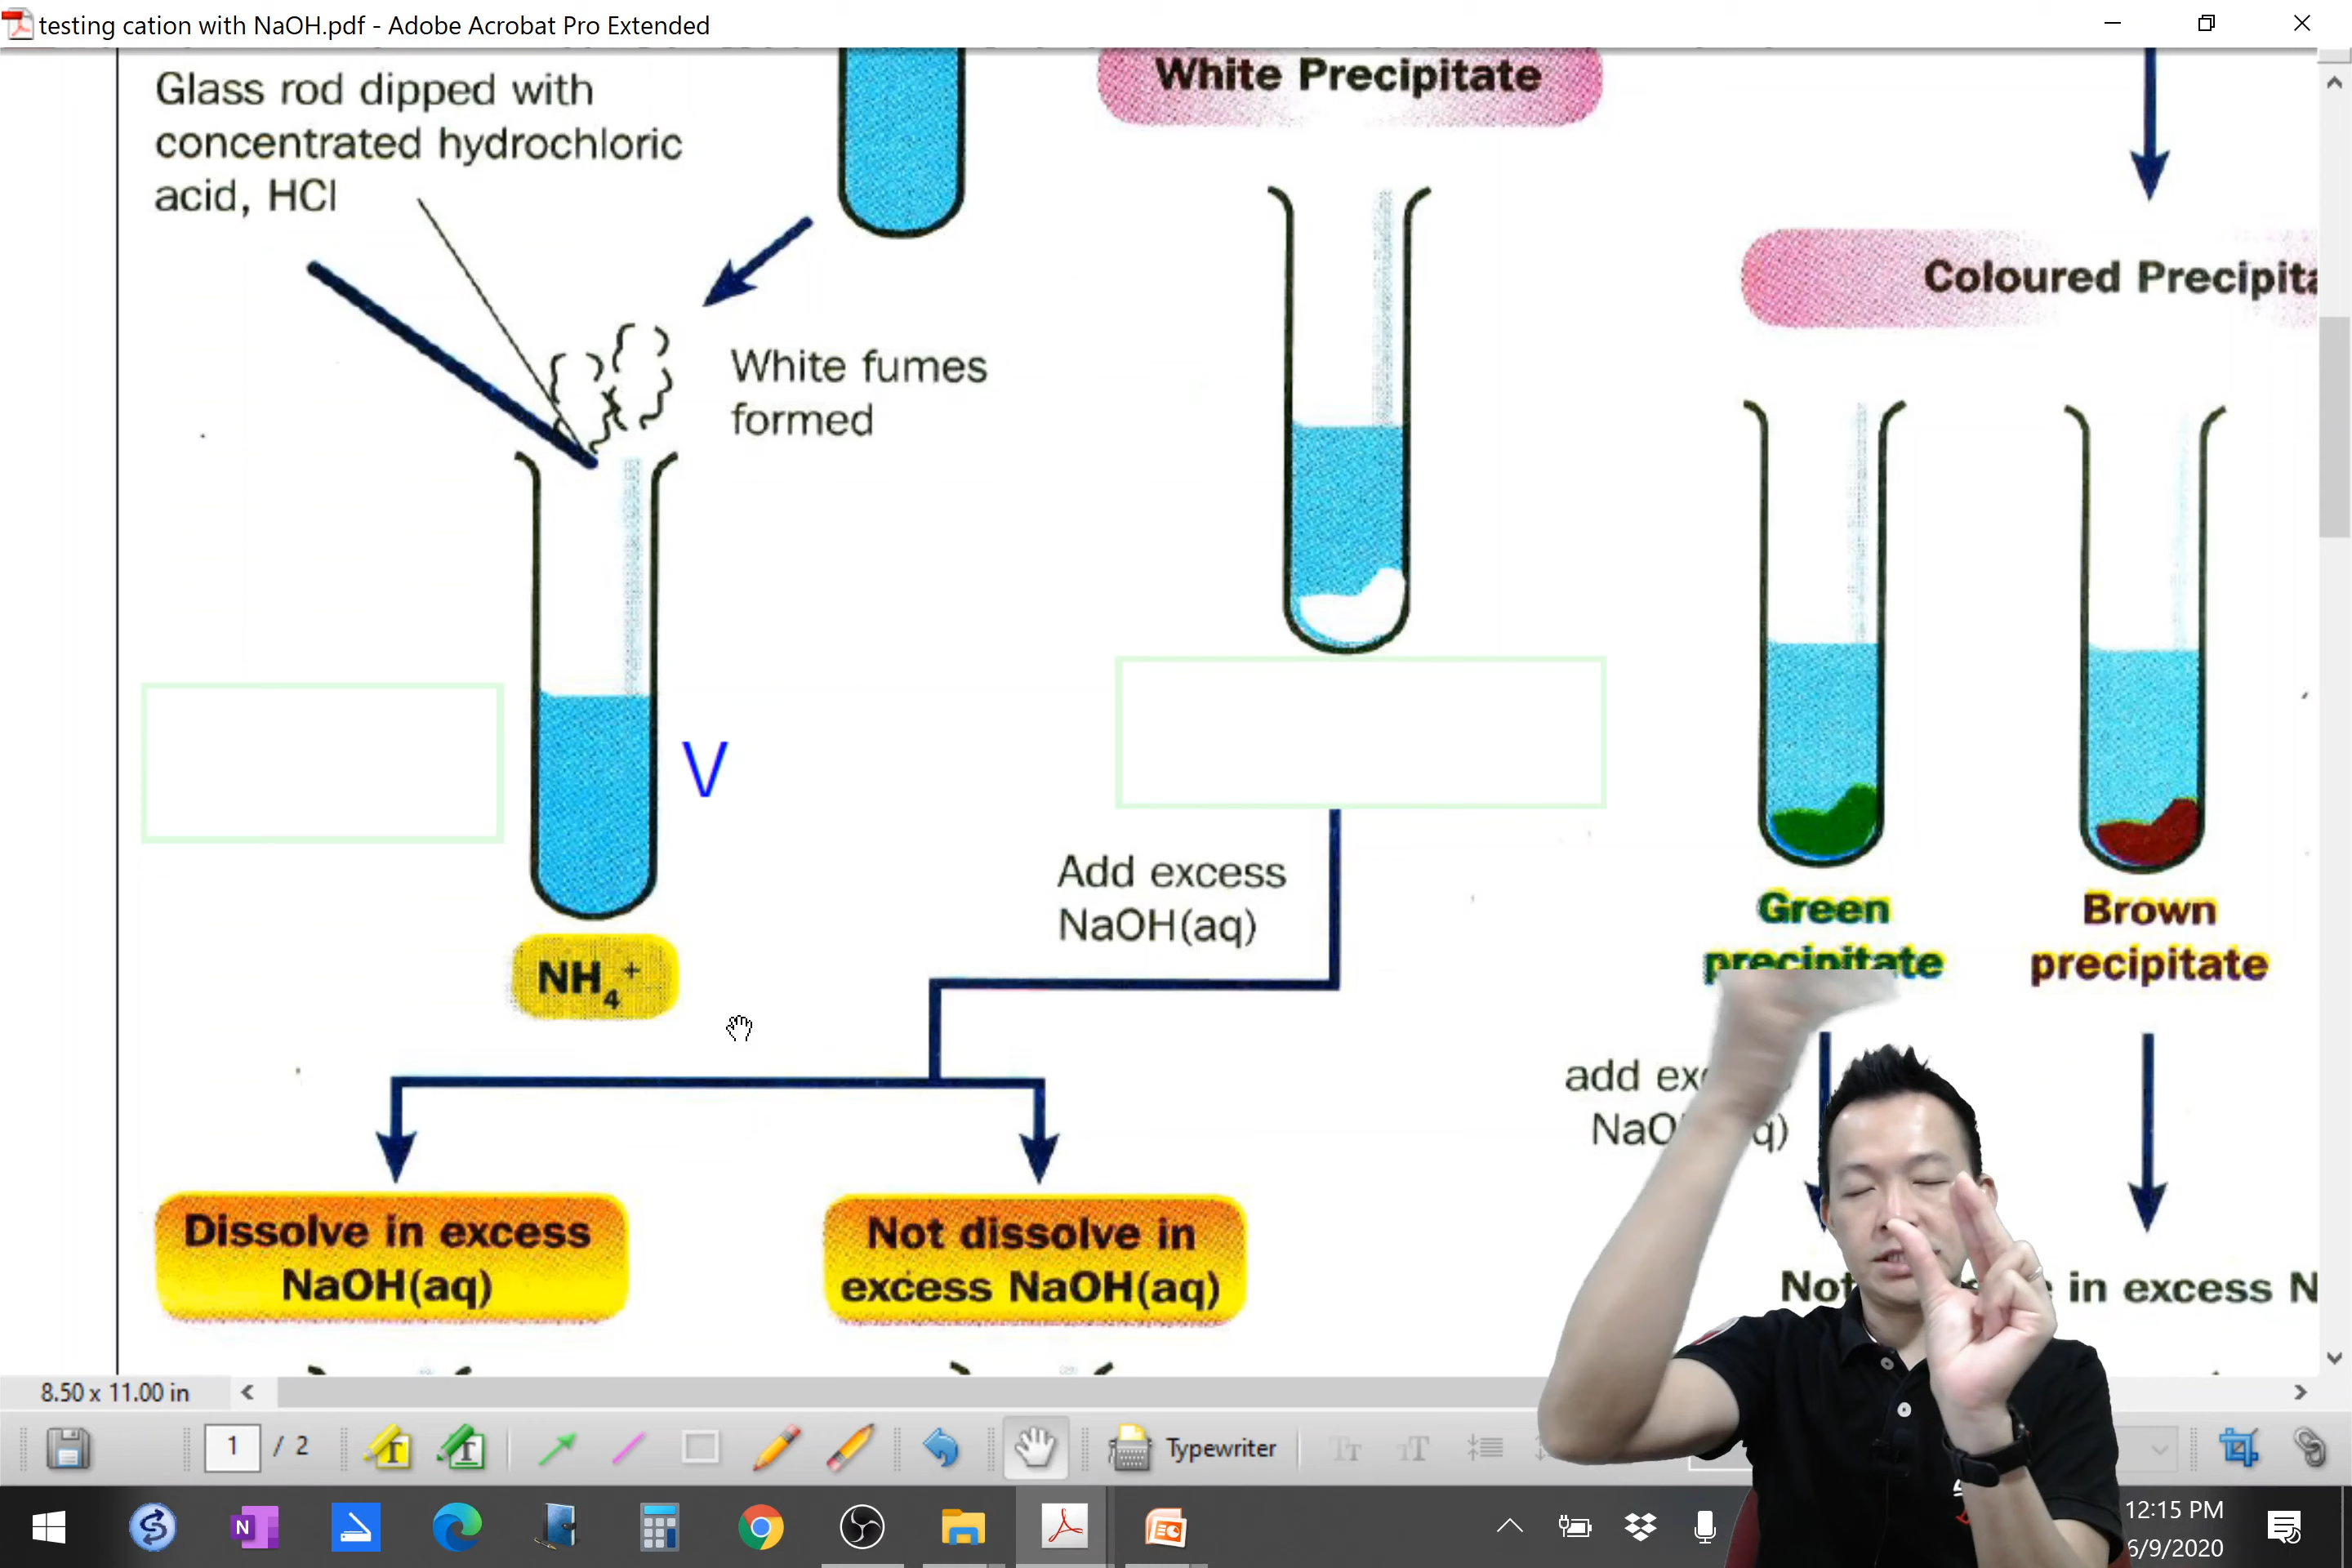 testing cation with NaOH.pdf - Adobe Acrobat Pro Extended
Glass rod dipped with
concentrated hydrochloric
acid, HCl
White Precipitate
Coloured Precipita
White fumes
formed
V
Add excess
NaOH(aq)
Green
precipitate
Brown
precipitate
NH₄⁺
add ex
NaO q)
Dissolve in excess
NaOH(aq)
Not dissolve in
excess NaOH(aq)
Not in excess N
8.50 x 11.00 in
1 / 2
Typewriter
12:15 PM
6/9/2020